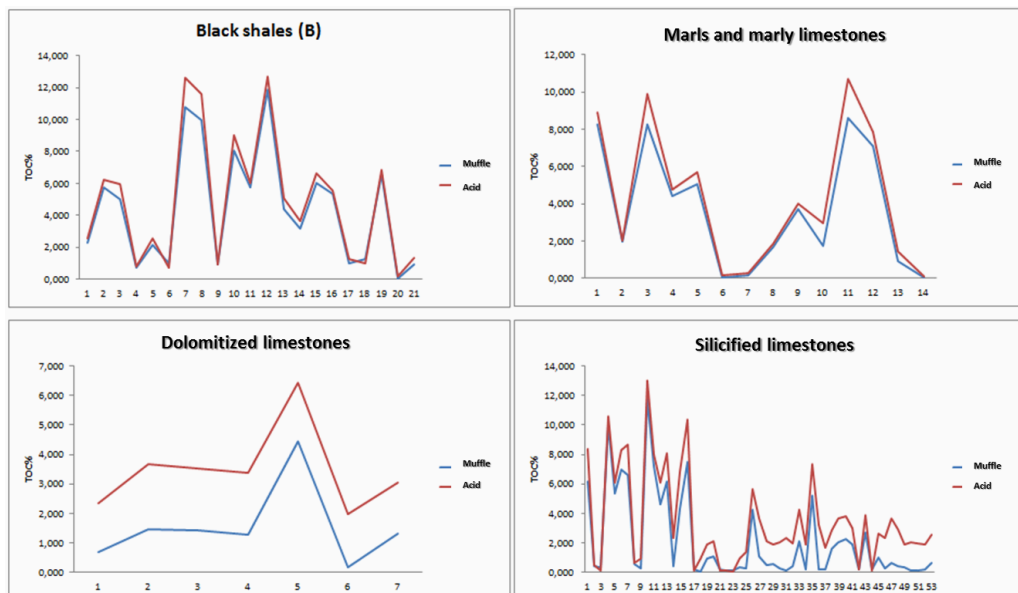 Black shales (B)
14,000
12,000
10,000
8,000
6,000
4,000
2,000
0,000
TOC%
1 2 3 4 5 6 7 8 9 10 11 12 13 14 15 16 17 18 19 20 21
Muffle
Acid
Marls and marly limestones
12,000
10,000
8,000
6,000
4,000
2,000
0,000
TOC%
1 2 3 4 5 6 7 8 9 10 11 12 13 14
Muffle
Acid
Dolomitized limestones
7,000
6,000
5,000
4,000
3,000
2,000
1,000
0,000
TOC%
1 2 3 4 5 6 7
Muffle
Acid
Silicified limestones
14,000
12,000
10,000
8,000
6,000
4,000
2,000
0,000
TOC%
1 3 5 7 9 11 13 15 17 19 21 23 25 27 29 31 33 35 37 39 41 43 45 47 49 51 53
Muffle
Acid